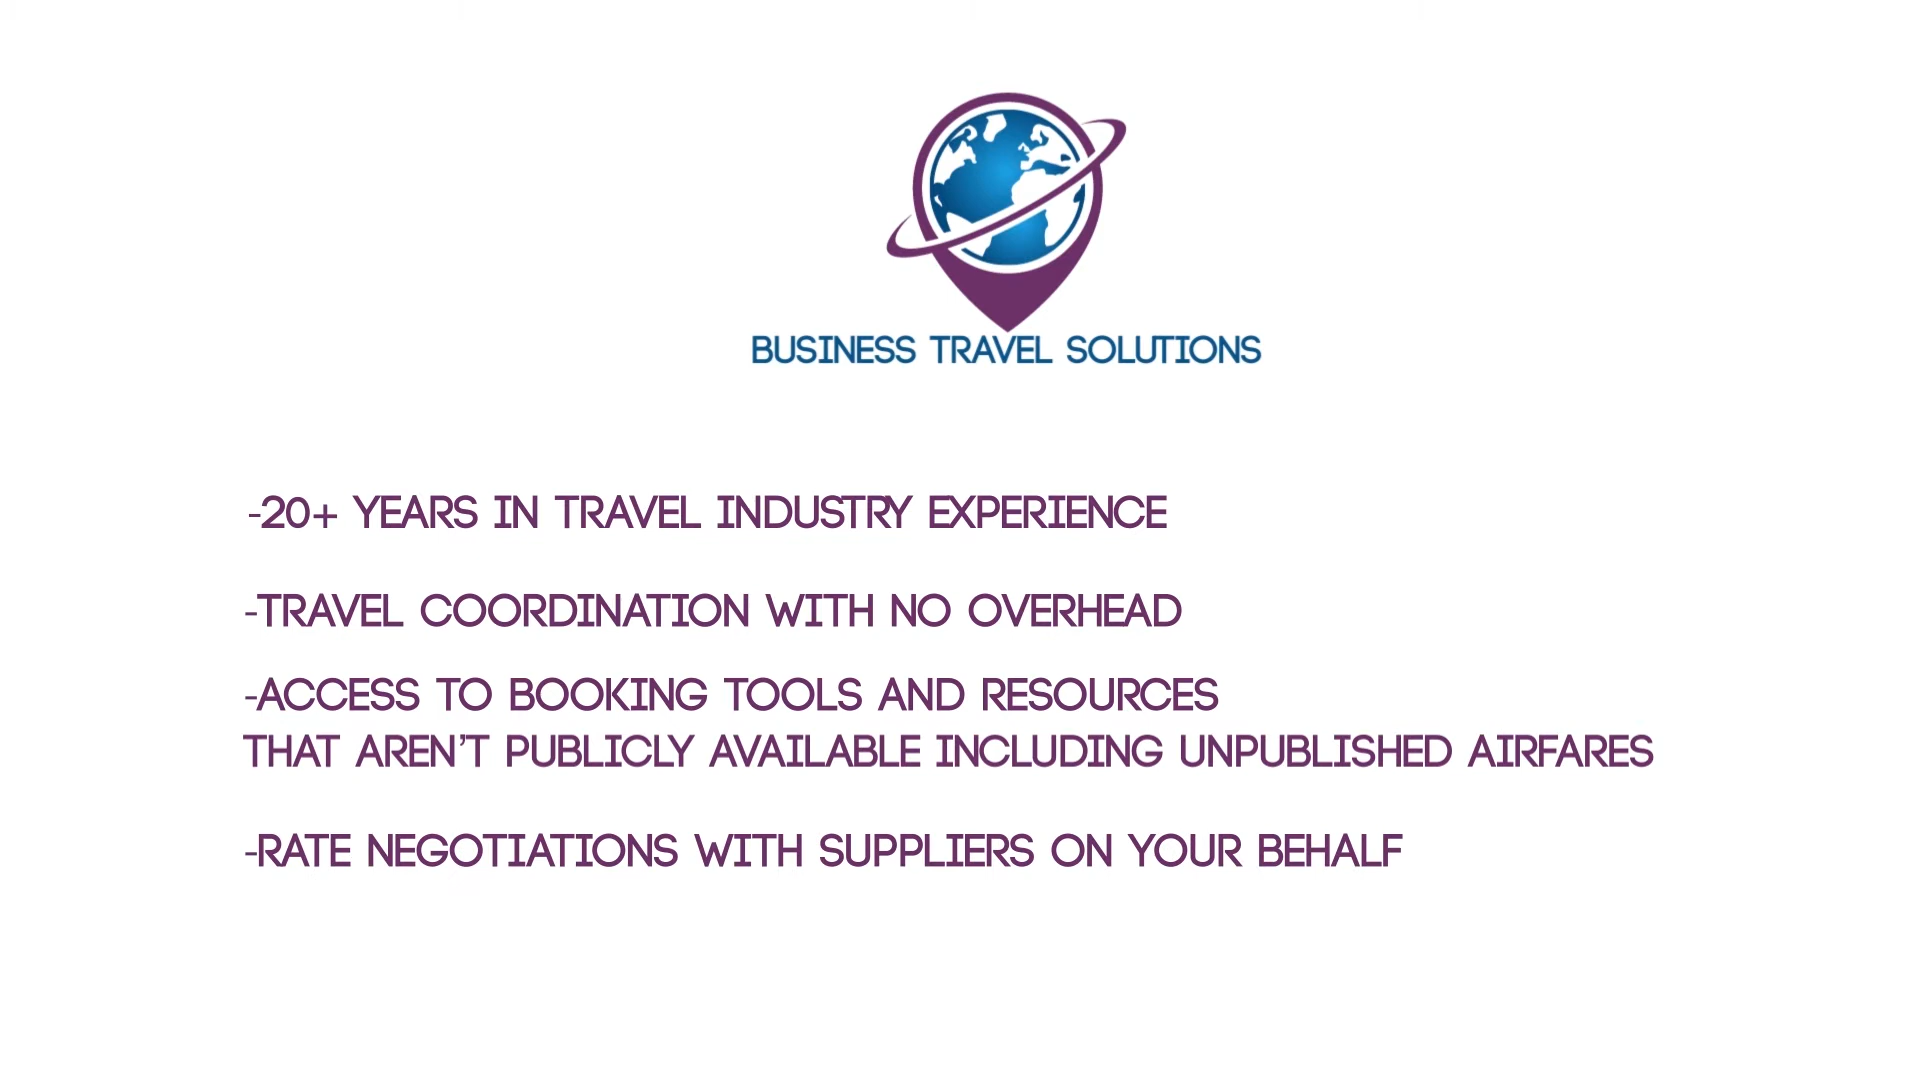 BUSINESS TRAVEL SOLUTIONS
-20+ YEARS IN TRAVEL INDUSTRY EXPERIENCE
-TRAVEL COORDINATION WITH NO OVERHEAD
-ACCESS TO BOOKING TOOLS AND RESOURCES
THAT AREN'T PUBLICLY AVAILABLE INCLUDING UNPUBLISHED AIRFARES
-RATE NEGOTIATIONS WITH SUPPLIERS ON YOUR BEHALF